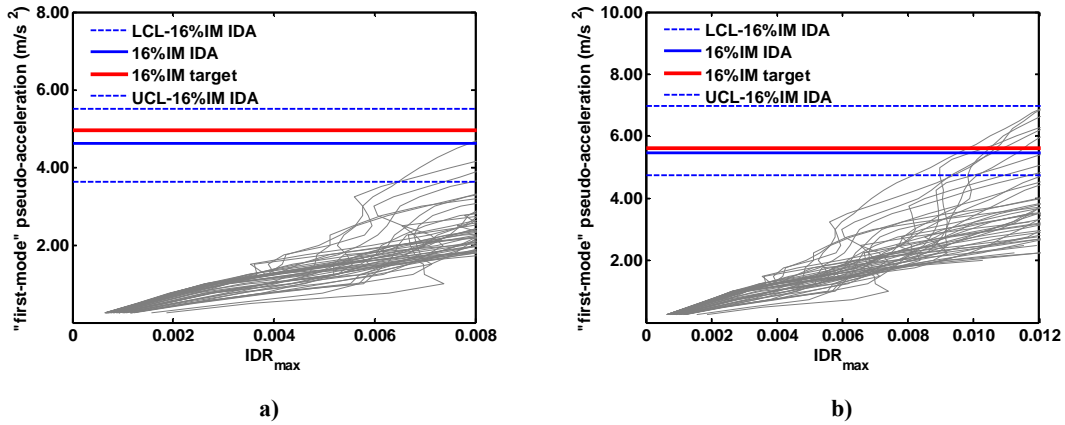 8.00
6.00
4.00
2.00
0
0.002
0.004
0.006
0.008
"first-mode" pseudo-acceleration (m/s²)
IDRmax
LCL-16%IM IDA
16%IM IDA
16%IM target
UCL-16%IM IDA
a)
10.00
8.00
6.00
4.00
2.00
0
0.002
0.004
0.006
0.008
0.010
0.012
"first-mode" pseudo-acceleration (m/s²)
IDRmax
LCL-16%IM IDA
16%IM IDA
16%IM target
UCL-16%IM IDA
b)